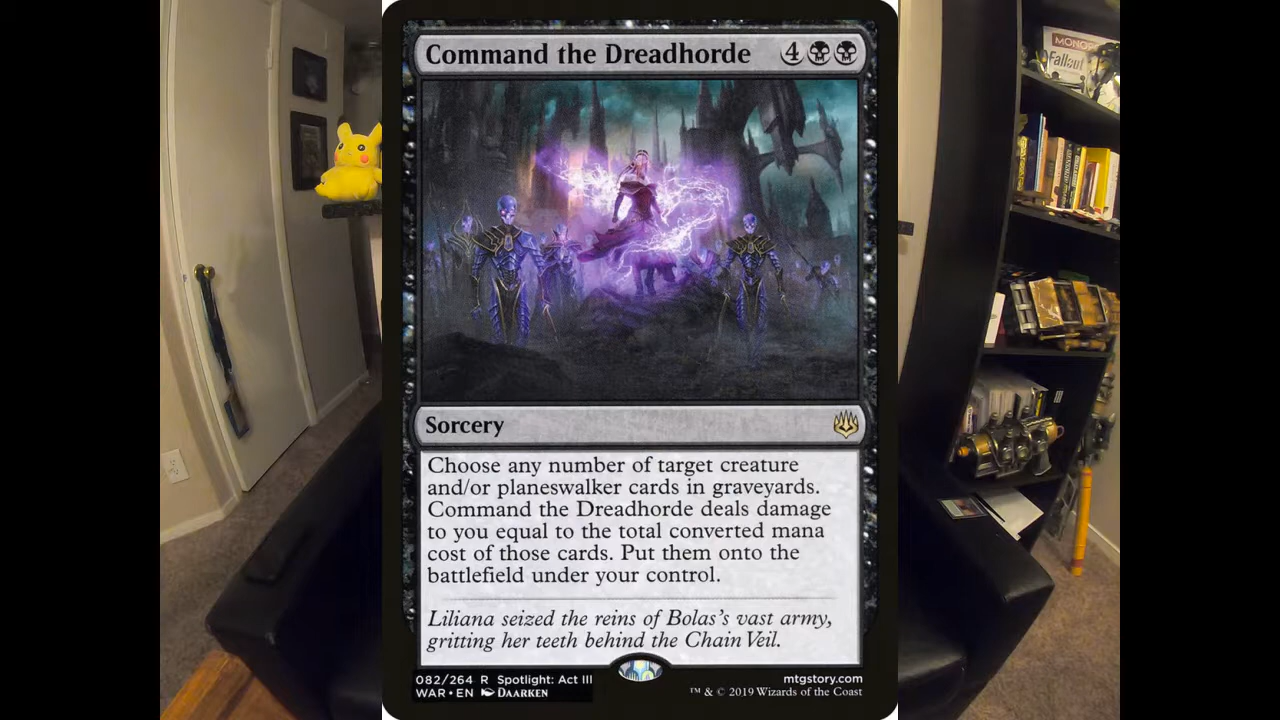 Command the Dreadhorde 4
MONOPOLY
Fallout
Sorcery
Choose any number of target creature
and/or planeswalker cards in graveyards.
Command the Dreadhorde deals damage
to you equal to the total converted mana
cost of those cards. Put them onto the
battlefield under your control.
Liliana seized the reins of Bolas's vast army,
gritting her teeth behind the Chain Veil.
082/264 R Spotlight: Act III
WAR • EN DAARKEN
mtgstory.com
™ & © 2019 Wizards of the Coast